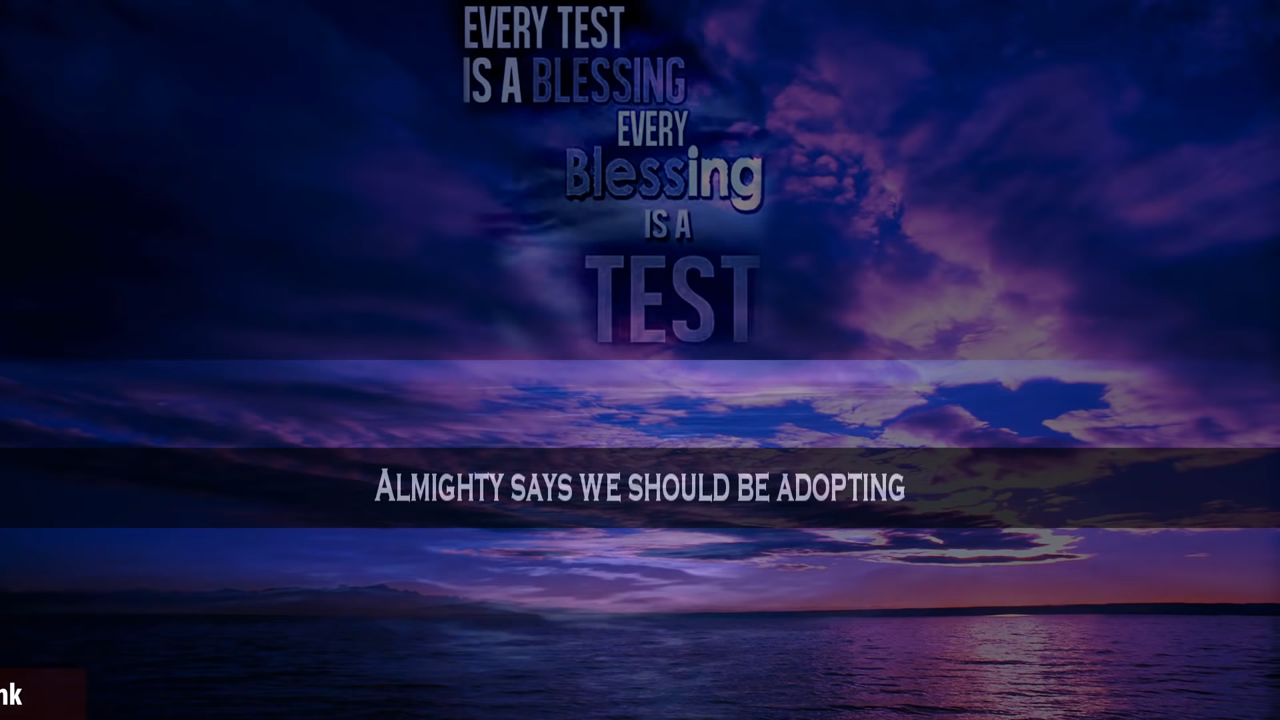 EVERY TEST
IS A BLESSING
EVERY
Blessing
IS A
TEST
ALMIGHTY SAYS WE SHOULD BE ADOPTING
nk